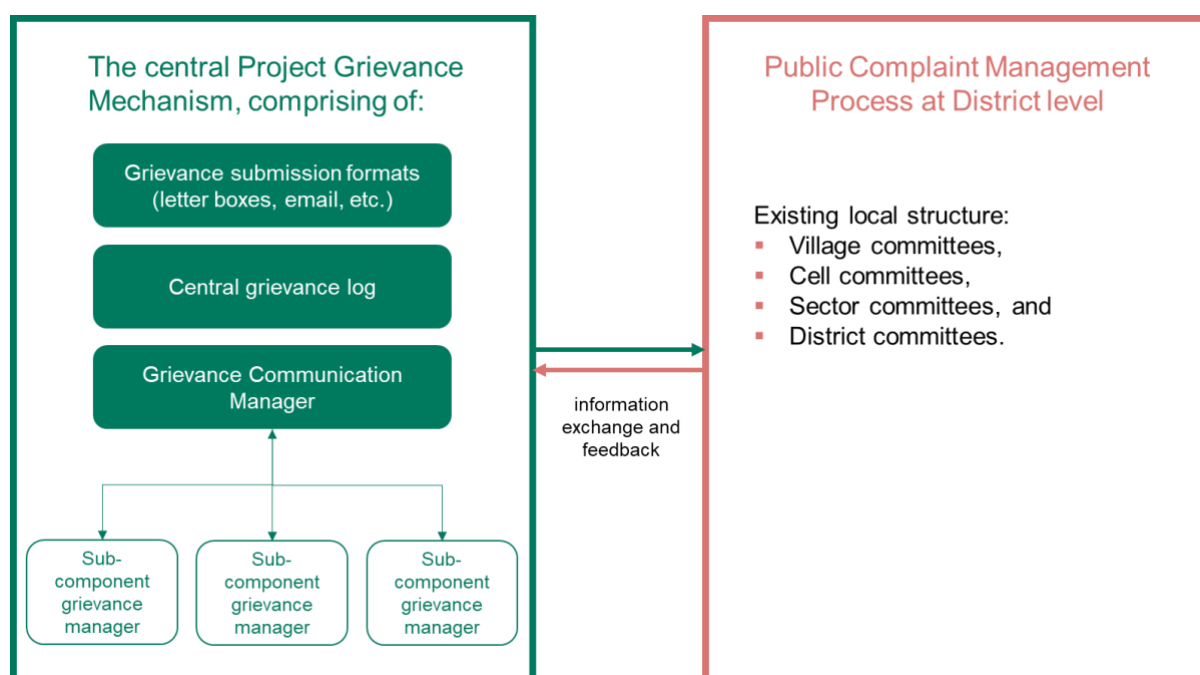 The central Project Grievance
Mechanism, comprising of:
Grievance submission formats
(letter boxes, email, etc.)
Central grievance log
Grievance Communication
Manager
Sub-
component
grievance
manager
Sub-
component
grievance
manager
Sub-
component
grievance
manager
information
exchange and
feedback
Public Complaint Management
Process at District level
Existing local structure:
▪ Village committees,
▪ Cell committees,
▪ Sector committees, and
▪ District committees.